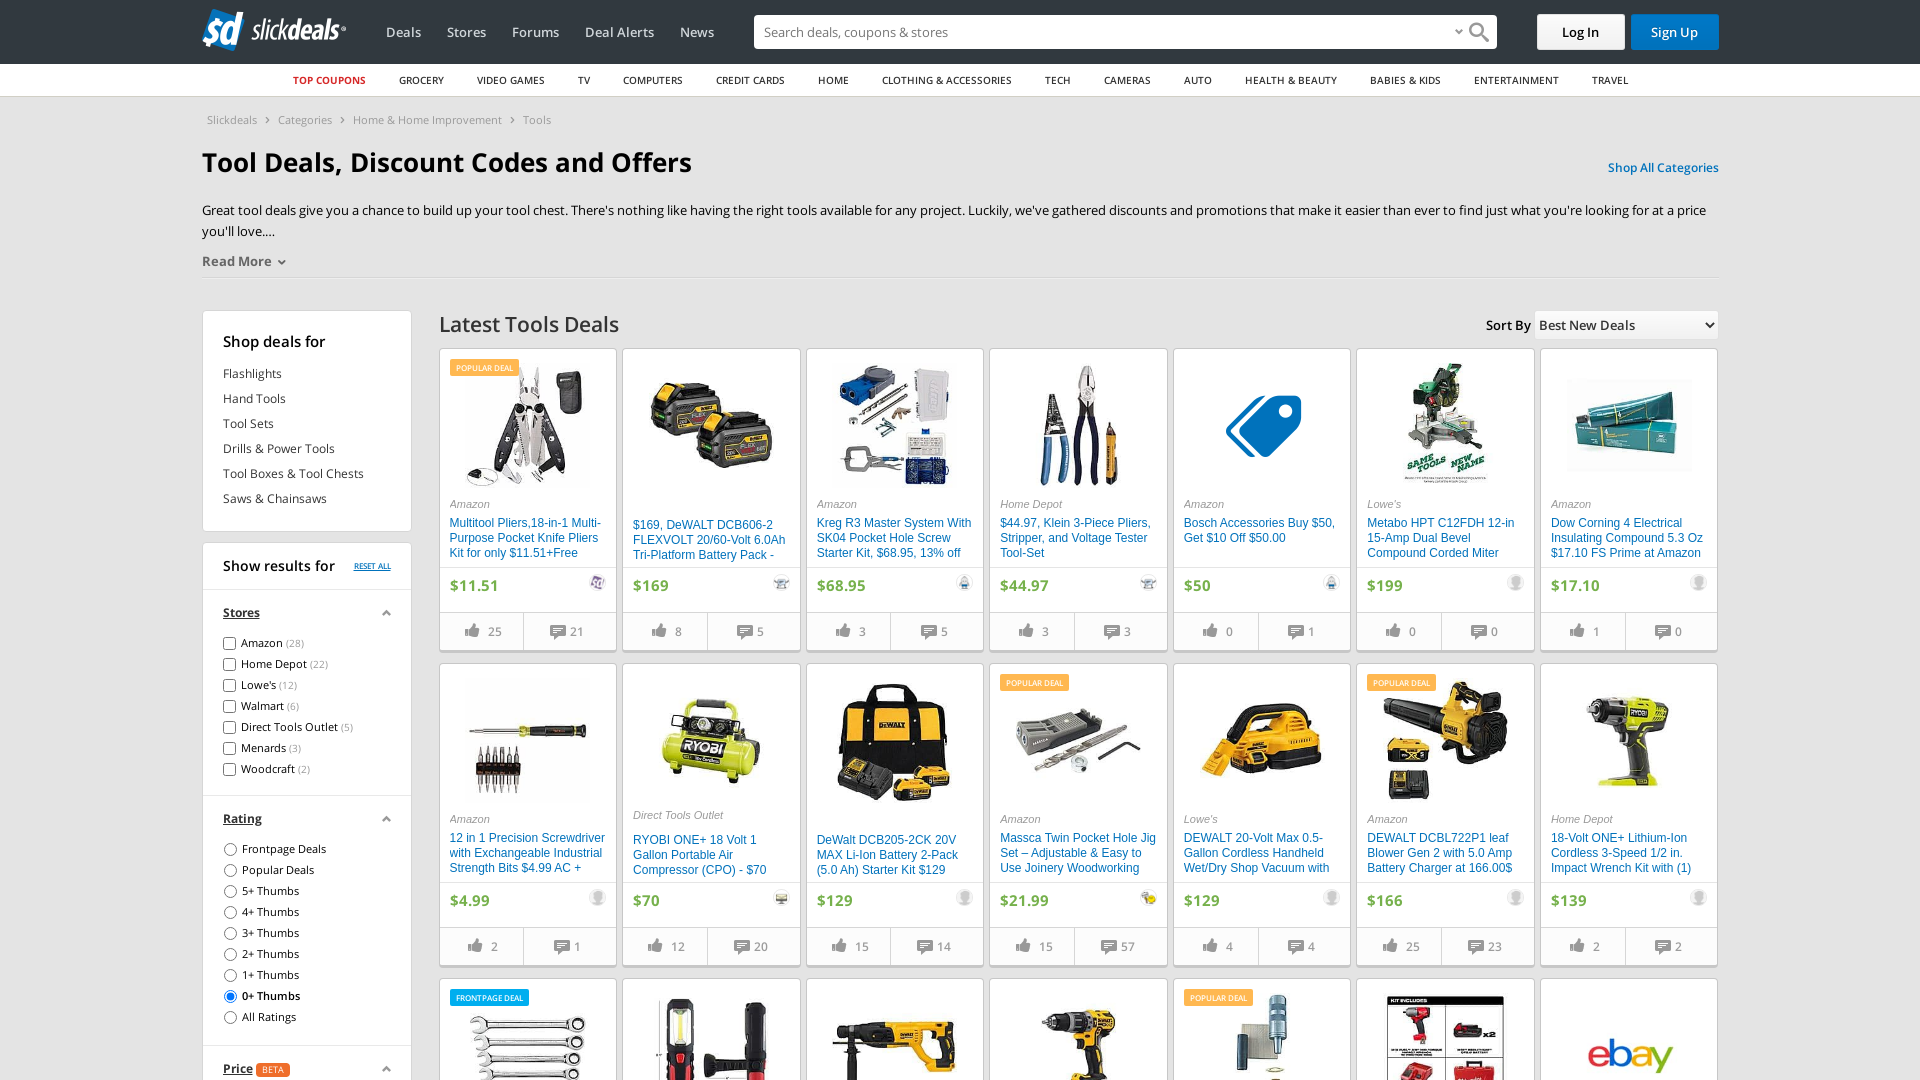 slickdeals
Deals
Stores
Forums
Deal Alerts
News
Search deals, coupons & stores
Log In
Sign Up
TOP COUPONS
GROCERY
VIDEO GAMES
TV
COMPUTERS
CREDIT CARDS
HOME
CLOTHING & ACCESSORIES
TECH
CAMERAS
AUTO
HEALTH & BEAUTY
BABIES & KIDS
ENTERTAINMENT
TRAVEL
Slickdeals > Categories > Home & Home Improvement > Tools
Tool Deals, Discount Codes and Offers
Shop All Categories
Great tool deals give you a chance to build up your tool chest. There's nothing like having the right tools available for any project. Luckily, we've gathered discounts and promotions that make it easier than ever to find just what you're looking for at a price
you'll love....
Read More
Shop deals for
Flashlights
Hand Tools
Tool Sets
Drills & Power Tools
Tool Boxes & Tool Chests
Saws & Chainsaws
Show results for
RESET ALL
Stores
Amazon (28)
Home Depot (22)
Lowe's (12)
Walmart (6)
Direct Tools Outlet (5)
Menards (3)
Woodcraft (2)
Rating
Frontpage Deals
Popular Deals
5+ Thumbs
4+ Thumbs
3+ Thumbs
2+ Thumbs
1+ Thumbs
0+ Thumbs
All Ratings
Price BETA
Latest Tools Deals
Sort By
Best New Deals
POPULAR DEAL
Amazon
Multitool Pliers,18-in-1 Multi-
Purpose Pocket Knife Pliers
Kit for only $11.51+Free
$11.51
25
21
$169, DeWALT DCB606-2
FLEXVOLT 20/60-Volt 6.0Ah
Tri-Platform Battery Pack -
$169
8
5
Amazon
Kreg R3 Master System With
SK04 Pocket Hole Screw
Starter Kit, $68.95, 13% off
$68.95
3
5
Home Depot
$44.97, Klein 3-Piece Pliers,
Stripper, and Voltage Tester
Tool-Set
$44.97
3
3
Amazon
Bosch Accessories Buy $50,
Get $10 Off $50.00
$50
0
1
SAME
TOOLS
NEW
NAME
Lowe's
Metabo HPT C12FDH 12-in
15-Amp Dual Bevel
Compound Corded Miter
$199
0
0
Amazon
Dow Corning 4 Electrical
Insulating Compound 5.3 Oz
$17.10 FS Prime at Amazon
$17.10
1
0
Amazon
12 in 1 Precision Screwdriver
with Exchangeable Industrial
Strength Bits $4.99 AC +
$4.99
2
1
RYOBI
Direct Tools Outlet
RYOBI ONE+ 18 Volt 1
Gallon Portable Air
Compressor (CPO) - $70
$70
12
20
DEWALT
DeWalt DCB205-2CK 20V
MAX Li-Ion Battery 2-Pack
(5.0 Ah) Starter Kit $129
$129
15
14
POPULAR DEAL
Amazon
Massca Twin Pocket Hole Jig
Set – Adjustable & Easy to
Use Joinery Woodworking
$21.99
15
57
Lowe's
DEWALT 20-Volt Max 0.5-
Gallon Cordless Handheld
Wet/Dry Shop Vacuum with
$129
4
4
POPULAR DEAL
Amazon
DEWALT DCBL722P1 leaf
Blower Gen 2 with 5.0 Amp
Battery Charger at 166.00$
$166
25
23
RYOBI
Home Depot
18-Volt ONE+ Lithium-Ion
Cordless 3-Speed 1/2 in.
Impact Wrench Kit with (1)
$139
2
2
FRONTPAGE DEAL
POPULAR DEAL
KIT INCLUDES
x2
ebay